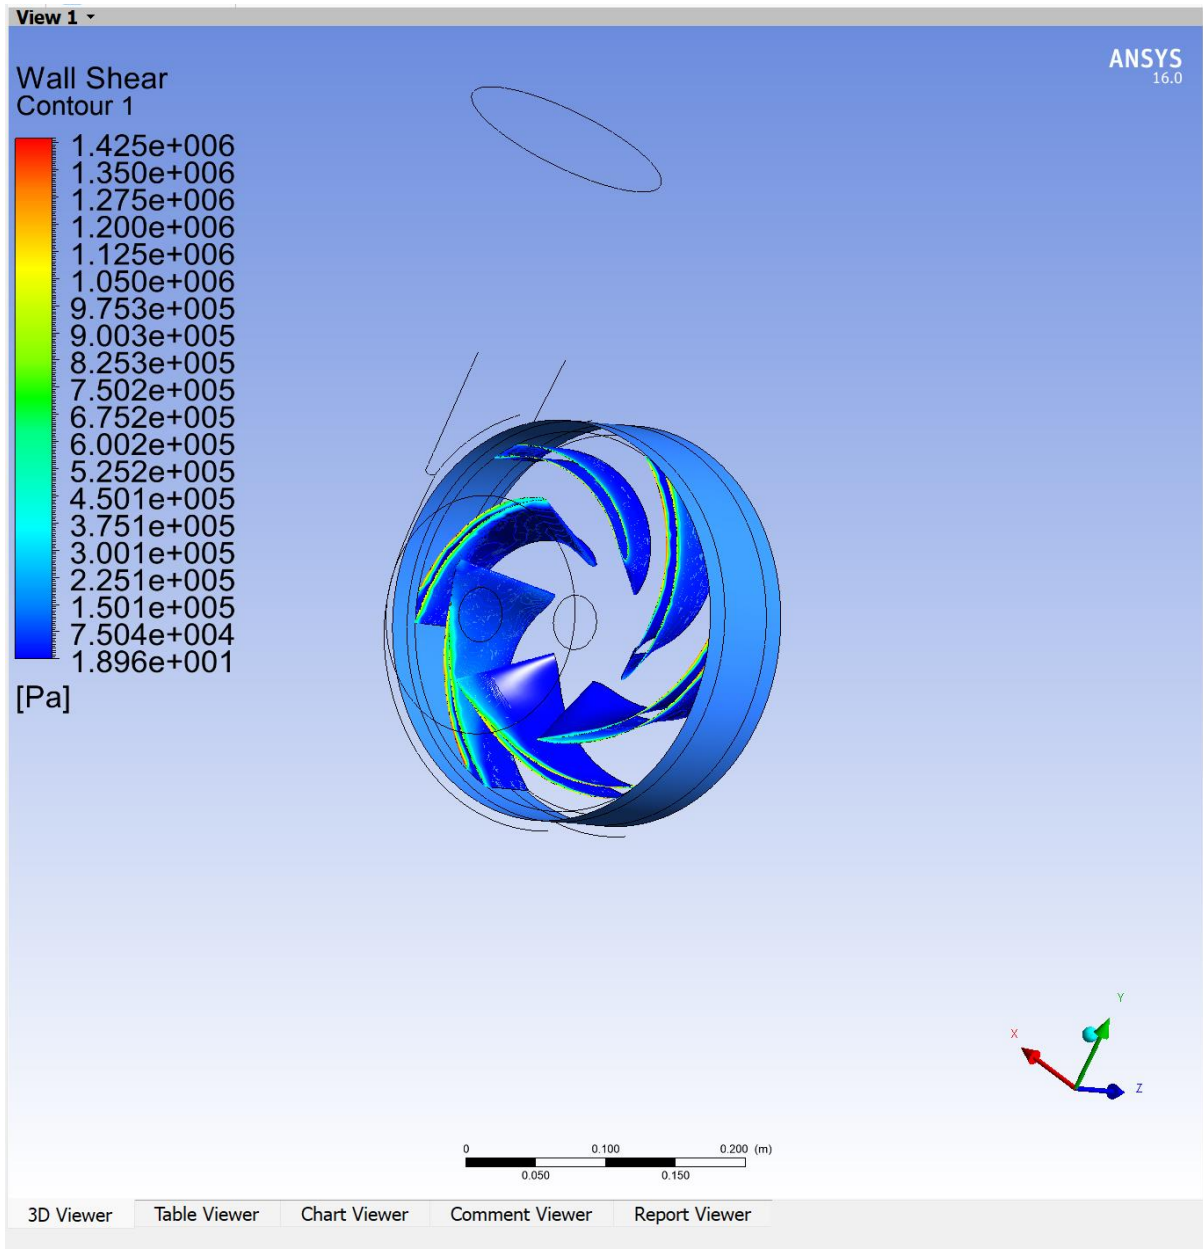 View 1
ANSYS
16.0
Wall Shear
Contour 1
1.425e+006
1.350e+006
1.275e+006
1.200e+006
1.125e+006
1.050e+006
9.753e+005
9.003e+005
8.253e+005
7.502e+005
6.752e+005
6.002e+005
5.252e+005
4.501e+005
3.751e+005
3.001e+005
2.251e+005
1.501e+005
7.504e+004
1.896e+001
[Pa]
Y
X
Z
0 0.100 0.200 (m)
0.050 0.150
3D Viewer Table Viewer Chart Viewer Comment Viewer Report Viewer